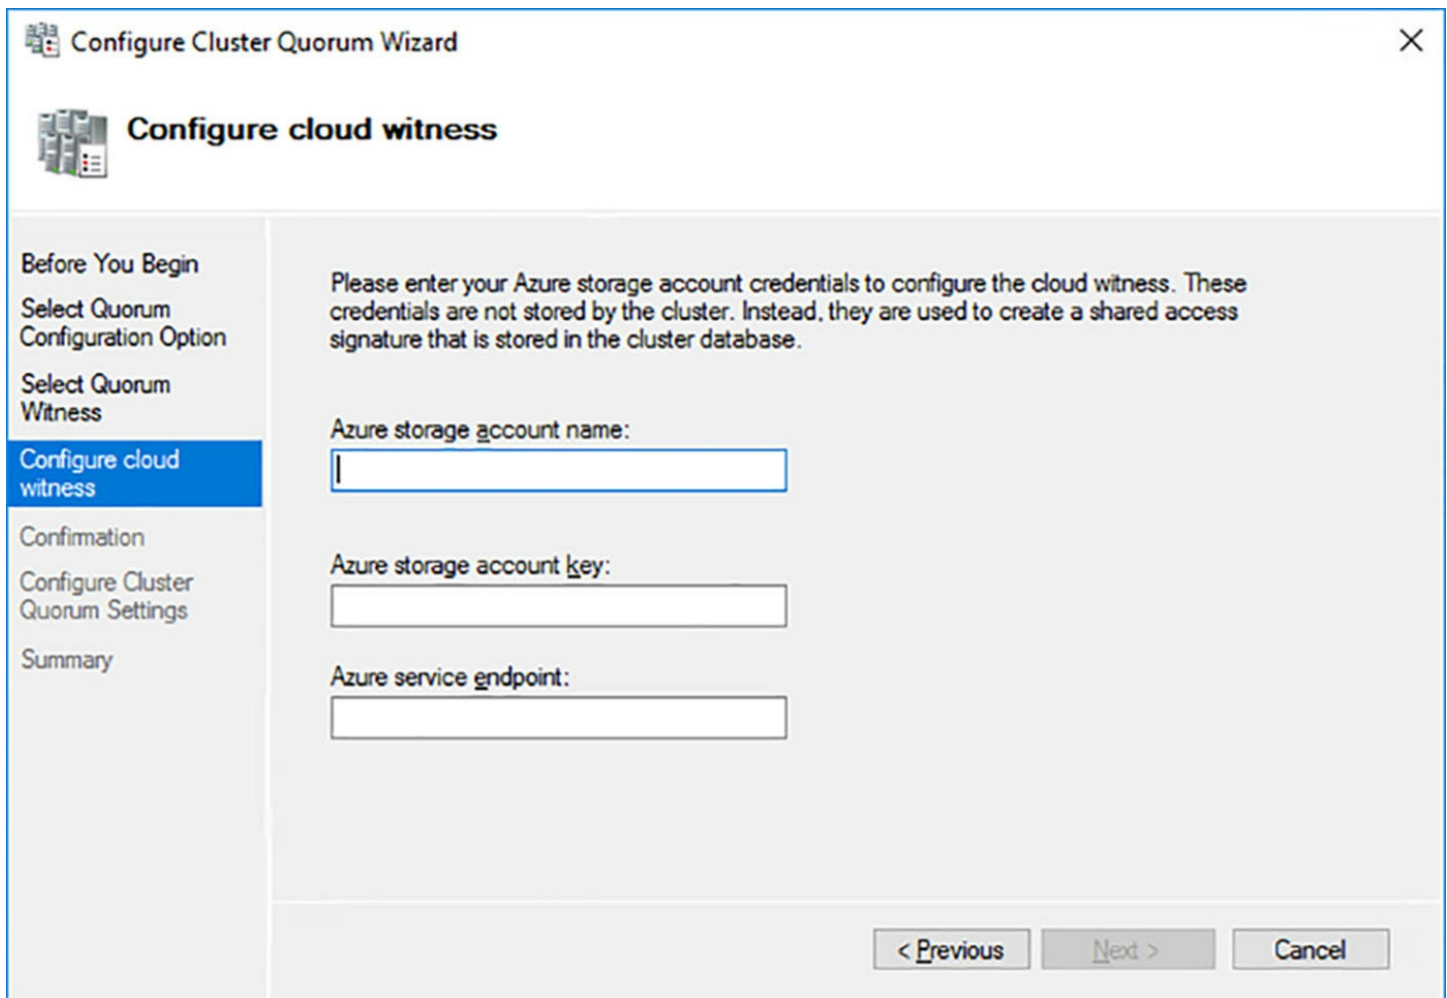 Configure Cluster Quorum Wizard
Configure cloud witness
Before You Begin
Select Quorum
Configuration Option
Select Quorum
Witness
Configure cloud
witness
Confirmation
Configure Cluster
Quorum Settings
Summary
Please enter your Azure storage account credentials to configure the cloud witness. These
credentials are not stored by the cluster. Instead, they are used to create a shared access
signature that is stored in the cluster database.
Azure storage account name:
Azure storage account key:
Azure service endpoint:
< Previous
Next >
Cancel